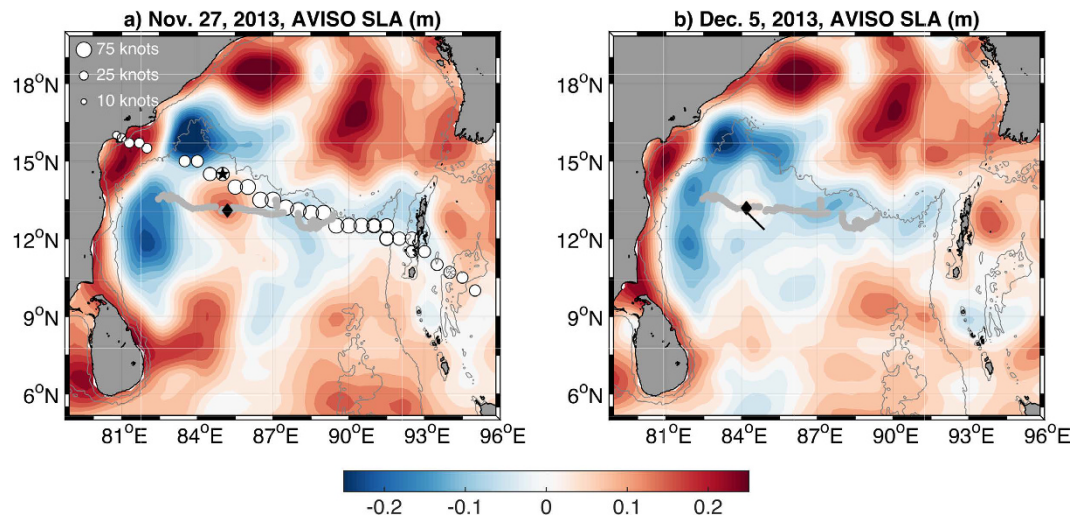 a) Nov. 27, 2013, AVISO SLA (m)
75 knots
25 knots
10 knots
18°N
15°N
12°N
9°N
6°N
81°E 84°E 87°E 90°E 93°E 96°E
b) Dec. 5, 2013, AVISO SLA (m)
18°N
15°N
12°N
9°N
6°N
81°E 84°E 87°E 90°E 93°E 96°E
-0.2 -0.1 0 0.1 0.2